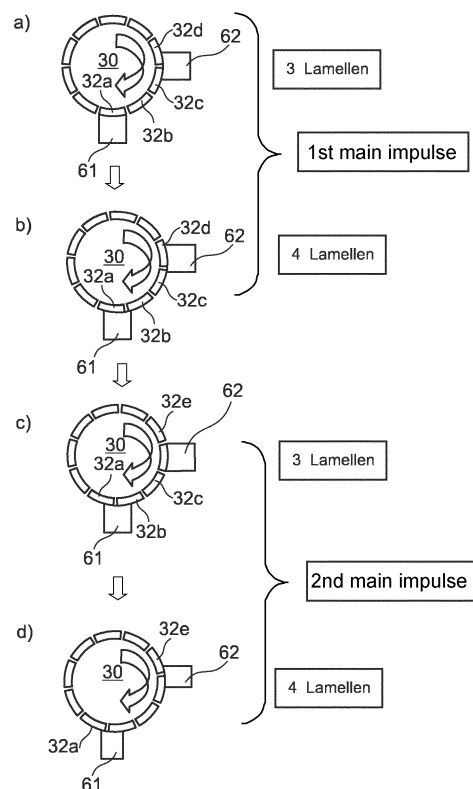 a)
32d
62
30
32a
32c
32b
61
3 Lamellen
1st main impulse
b)
32d
62
30
32a
32c
32b
61
4 Lamellen
c)
32e
62
30
32a
32c
32b
61
3 Lamellen
2nd main impulse
d)
32e
62
30
32a
61
4 Lamellen